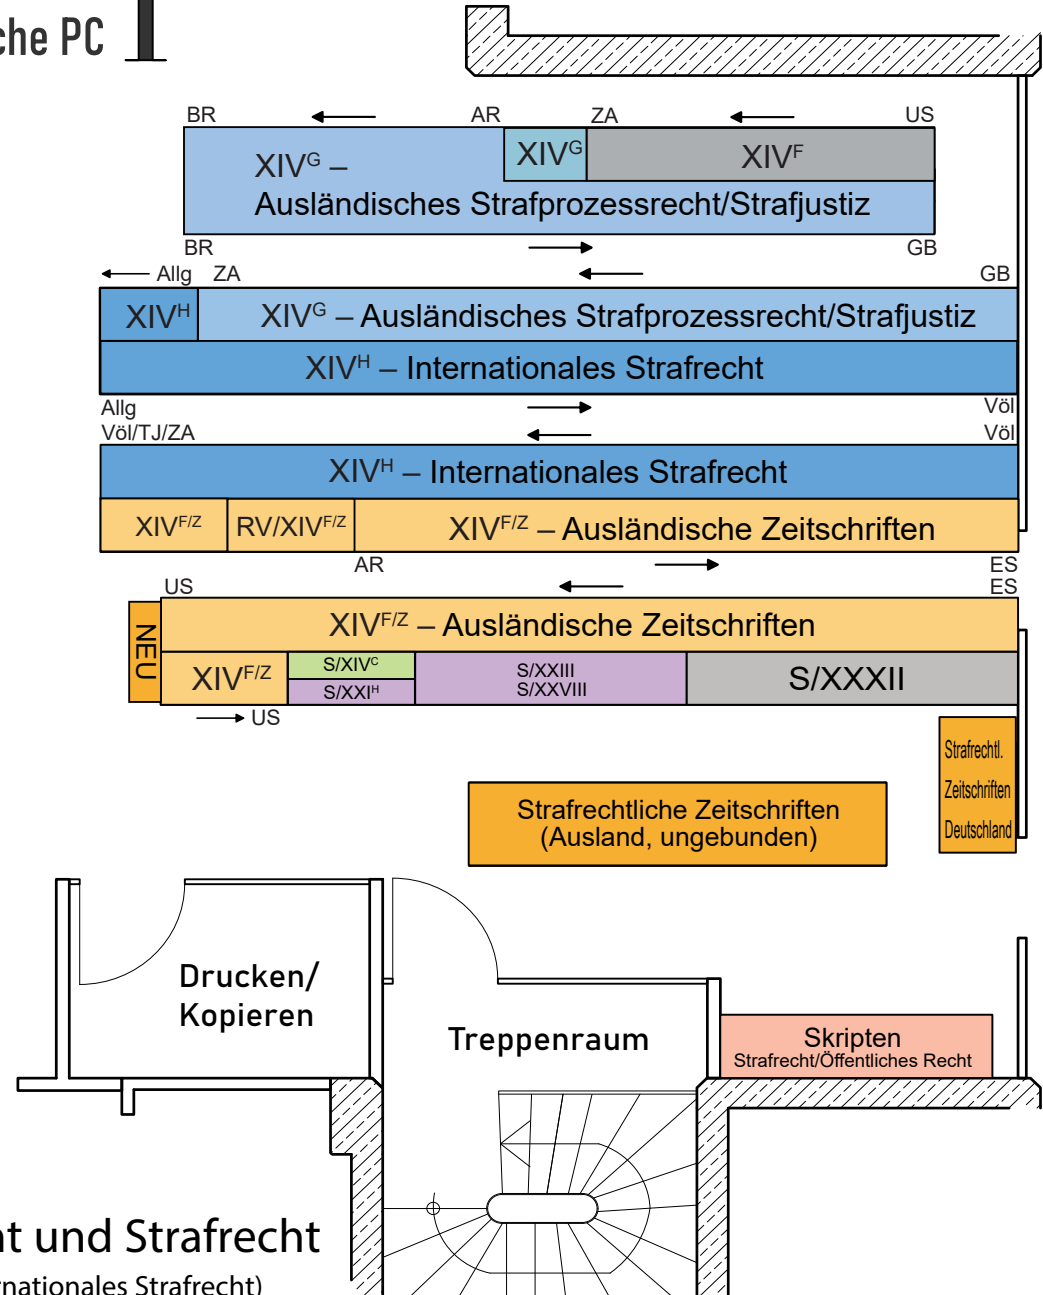 che PC
BR AR ZA US
XIVG –
XIVG
XIVF
Ausländisches Strafprozessrecht/Strafjustiz
BR GB
Allg ZA GB
XIVH
XIVG – Ausländisches Strafprozessrecht/Strafjustiz
XIVH – Internationales Strafrecht
Allg Völ
Völ/TJ/ZA Völ
XIVH – Internationales Strafrecht
XIVF/Z
RV/XIVF/Z
XIVF/Z – Ausländische Zeitschriften
AR ES
US ES
NEU
XIVF/Z – Ausländische Zeitschriften
XIVF/Z
S/XIVC
S/XXIH
S/XXIII
S/XXVIII
S/XXXII
US
Strafrechtl.
Zeitschriften
Deutschland
Strafrechtliche Zeitschriften
(Ausland, ungebunden)
Drucken/
Kopieren
Treppenraum
Skripten
Strafrecht/Öffentliches Recht
ht und Strafrecht
rnationales Strafrecht)